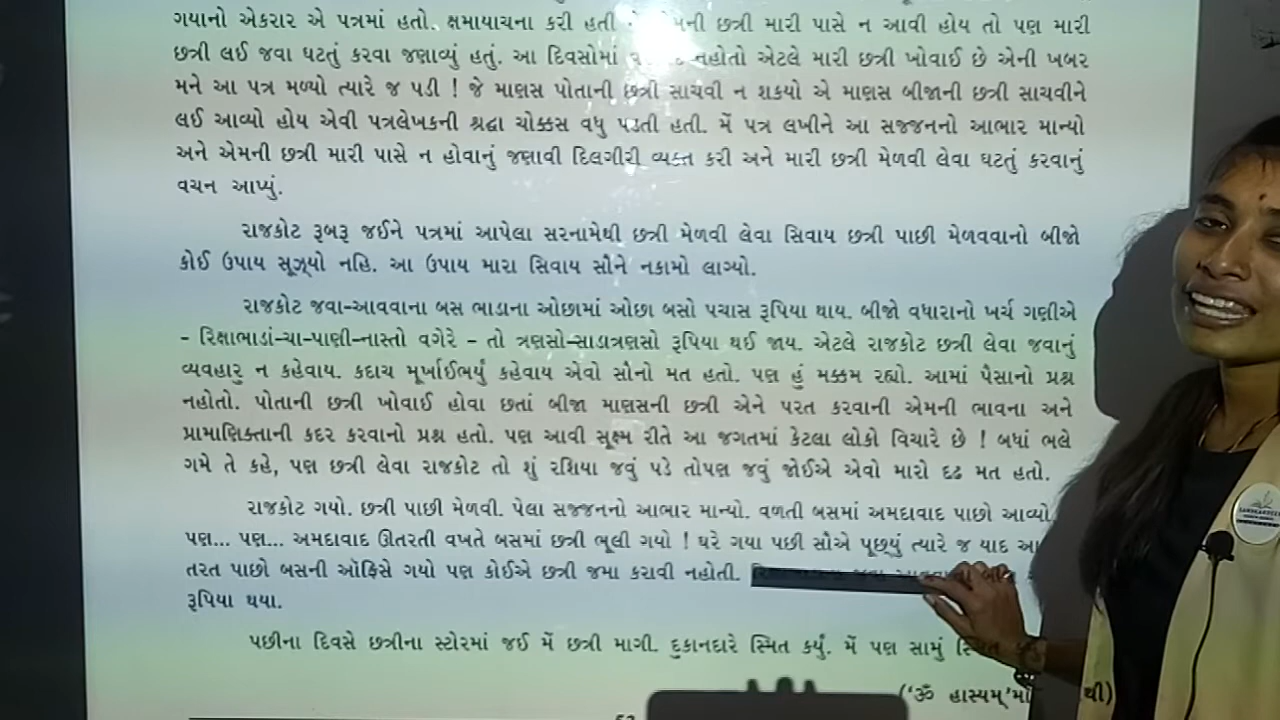 ગયાનો એકરાર એ પત્રમાં હતો. ક્ષમાયાચના કરી હતી છત્રી મારી પાસે ન આવી હોય તો પણ મારી
છત્રી લઈ જવા ઘટતું કરવા જણાવ્યું હતું. આ દિવસોમાં નહોતો એટલે મારી છત્રી ખોવાઈ છે એની ખબર
મને આ પત્ર મળ્યો ત્યારે જ પડી ! જે માણસ પોતાની છત્રી સાચવી ન શક્યો એ માણસ બીજાની છત્રી સાચવીને
લઈ આવ્યો હોય એવી પત્રલેખકની શ્રદ્ધા ચોક્કસ વધુ પડતી હતી. મેં પત્ર લખીને આ સજ્જનનો આભાર માન્યો
અને એમની છત્રી મારી પાસે ન હોવાનું જણાવી દિલગીરી વ્યક્ત કરી અને મારી છત્રી મેળવી લેવા ઘટતું કરવાનું
વચન આપ્યું.
રાજકોટ રૂબરૂ જઈને પત્રમાં આપેલા સરનામેથી છત્રી મેળવી લેવા સિવાય છત્રી પાછી મેળવવાનો બીજો
કોઈ ઉપાય સૂઝ્યો નહિ. આ ઉપાય મારા સિવાય સૌને નકામો લાગ્યો.
રાજકોટ જવા-આવવાના બસ ભાડાના ઓછામાં ઓછા બસો પચાસ રૂપિયા થાય. બીજો વધારાનો ખર્ચ ગણીએ
- રિક્ષાભાડાં-ચા-પાણી-નાસ્તો વગેરે - તો ત્રણસો-સાડાત્રણસો રૂપિયા થઈ જાય. એટલે રાજકોટ છત્રી લેવા જવાનું
વ્યવહારુ ન કહેવાય. કદાચ મૂર્ખાઈભર્યું કહેવાય એવો સૌનો મત હતો. પણ હું મક્કમ રહ્યો. આમાં પૈસાનો પ્રશ્ન
નહોતો. પોતાની છત્રી ખોવાઈ હોવા છતાં બીજા માણસની છત્રી એને પરત કરવાની એમની ભાવના અને
પ્રામાણિક્તાની કદર કરવાનો પ્રશ્ન હતો. પણ આવી સૂક્ષ્મ રીતે આ જગતમાં કેટલા લોકો વિચારે છે ! બધાં ભલે
ગમે તે કહે, પણ છત્રી લેવા રાજકોટ તો શું રશિયા જવું પડે તોપણ જવું જોઈએ એવો મારો દૃઢ મત હતો.
રાજકોટ ગયો. છત્રી પાછી મેળવી. પેલા સજ્જનનો આભાર માન્યો. વળતી બસમાં અમદાવાદ પાછો આવ્યો
પણ... પણ... અમદાવાદ ઊતરતી વખતે બસમાં છત્રી ભૂલી ગયો ! ઘરે ગયા પછી સૌએ પૂછ્યું ત્યારે જ યાદ
તરત પાછો બસની ઑફિસે ગયો પણ કોઈએ છત્રી જમા કરાવી નહોતી.
રૂપિયા થયા.
પછીના દિવસે છત્રીના સ્ટોરમાં જઈ મેં છત્રી માગી. દુકાનદારે સ્મિત કર્યું. મેં પણ સામું
('ૐ હાસ્યમ્'